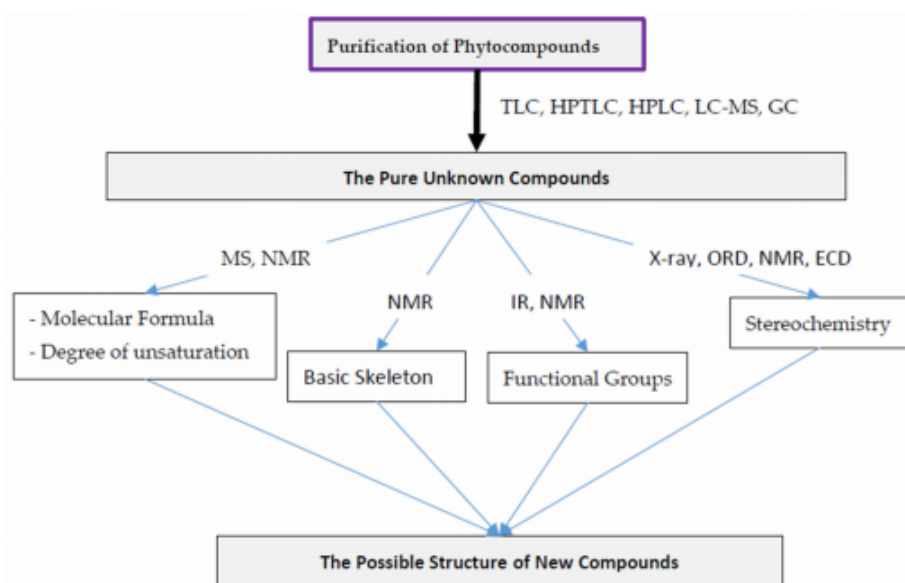 Purification of Phytocompounds
TLC, HPTLC, HPLC, LC-MS, GC
The Pure Unknown Compounds
MS, NMR
NMR
IR, NMR
X-ray, ORD, NMR, ECD
- Molecular Formula
- Degree of unsaturation
Basic Skeleton
Functional Groups
Stereochemistry
The Possible Structure of New Compounds